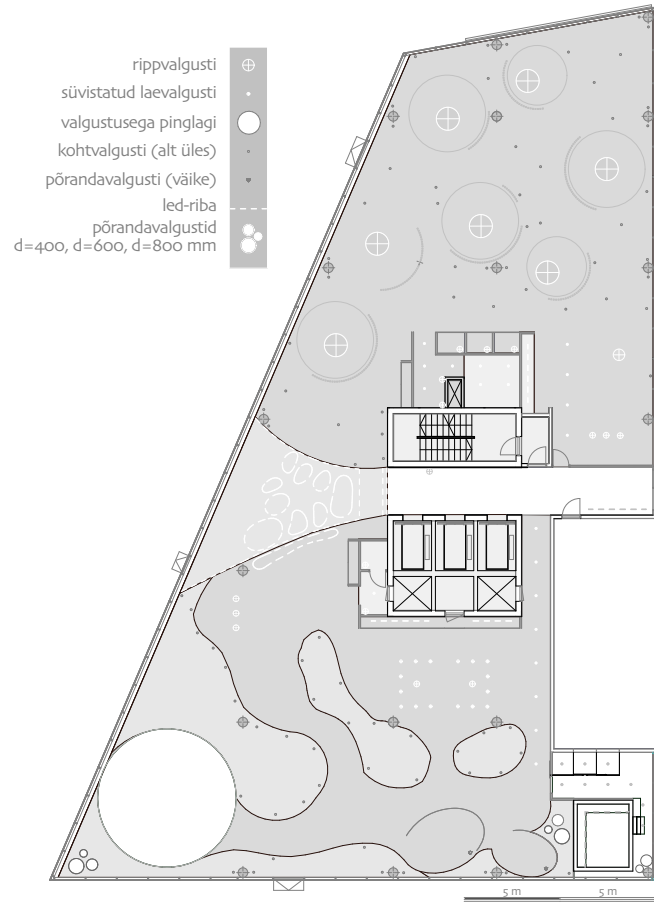 rippvalgusti
süvistatud laevalgusti
valgustusega pinglagi
kohtvalgusti (alt üles)
põrandavalgusti (väike)
led-riba
põrandavalgustid
d=400, d=600, d=800 mm
5 m 5 m